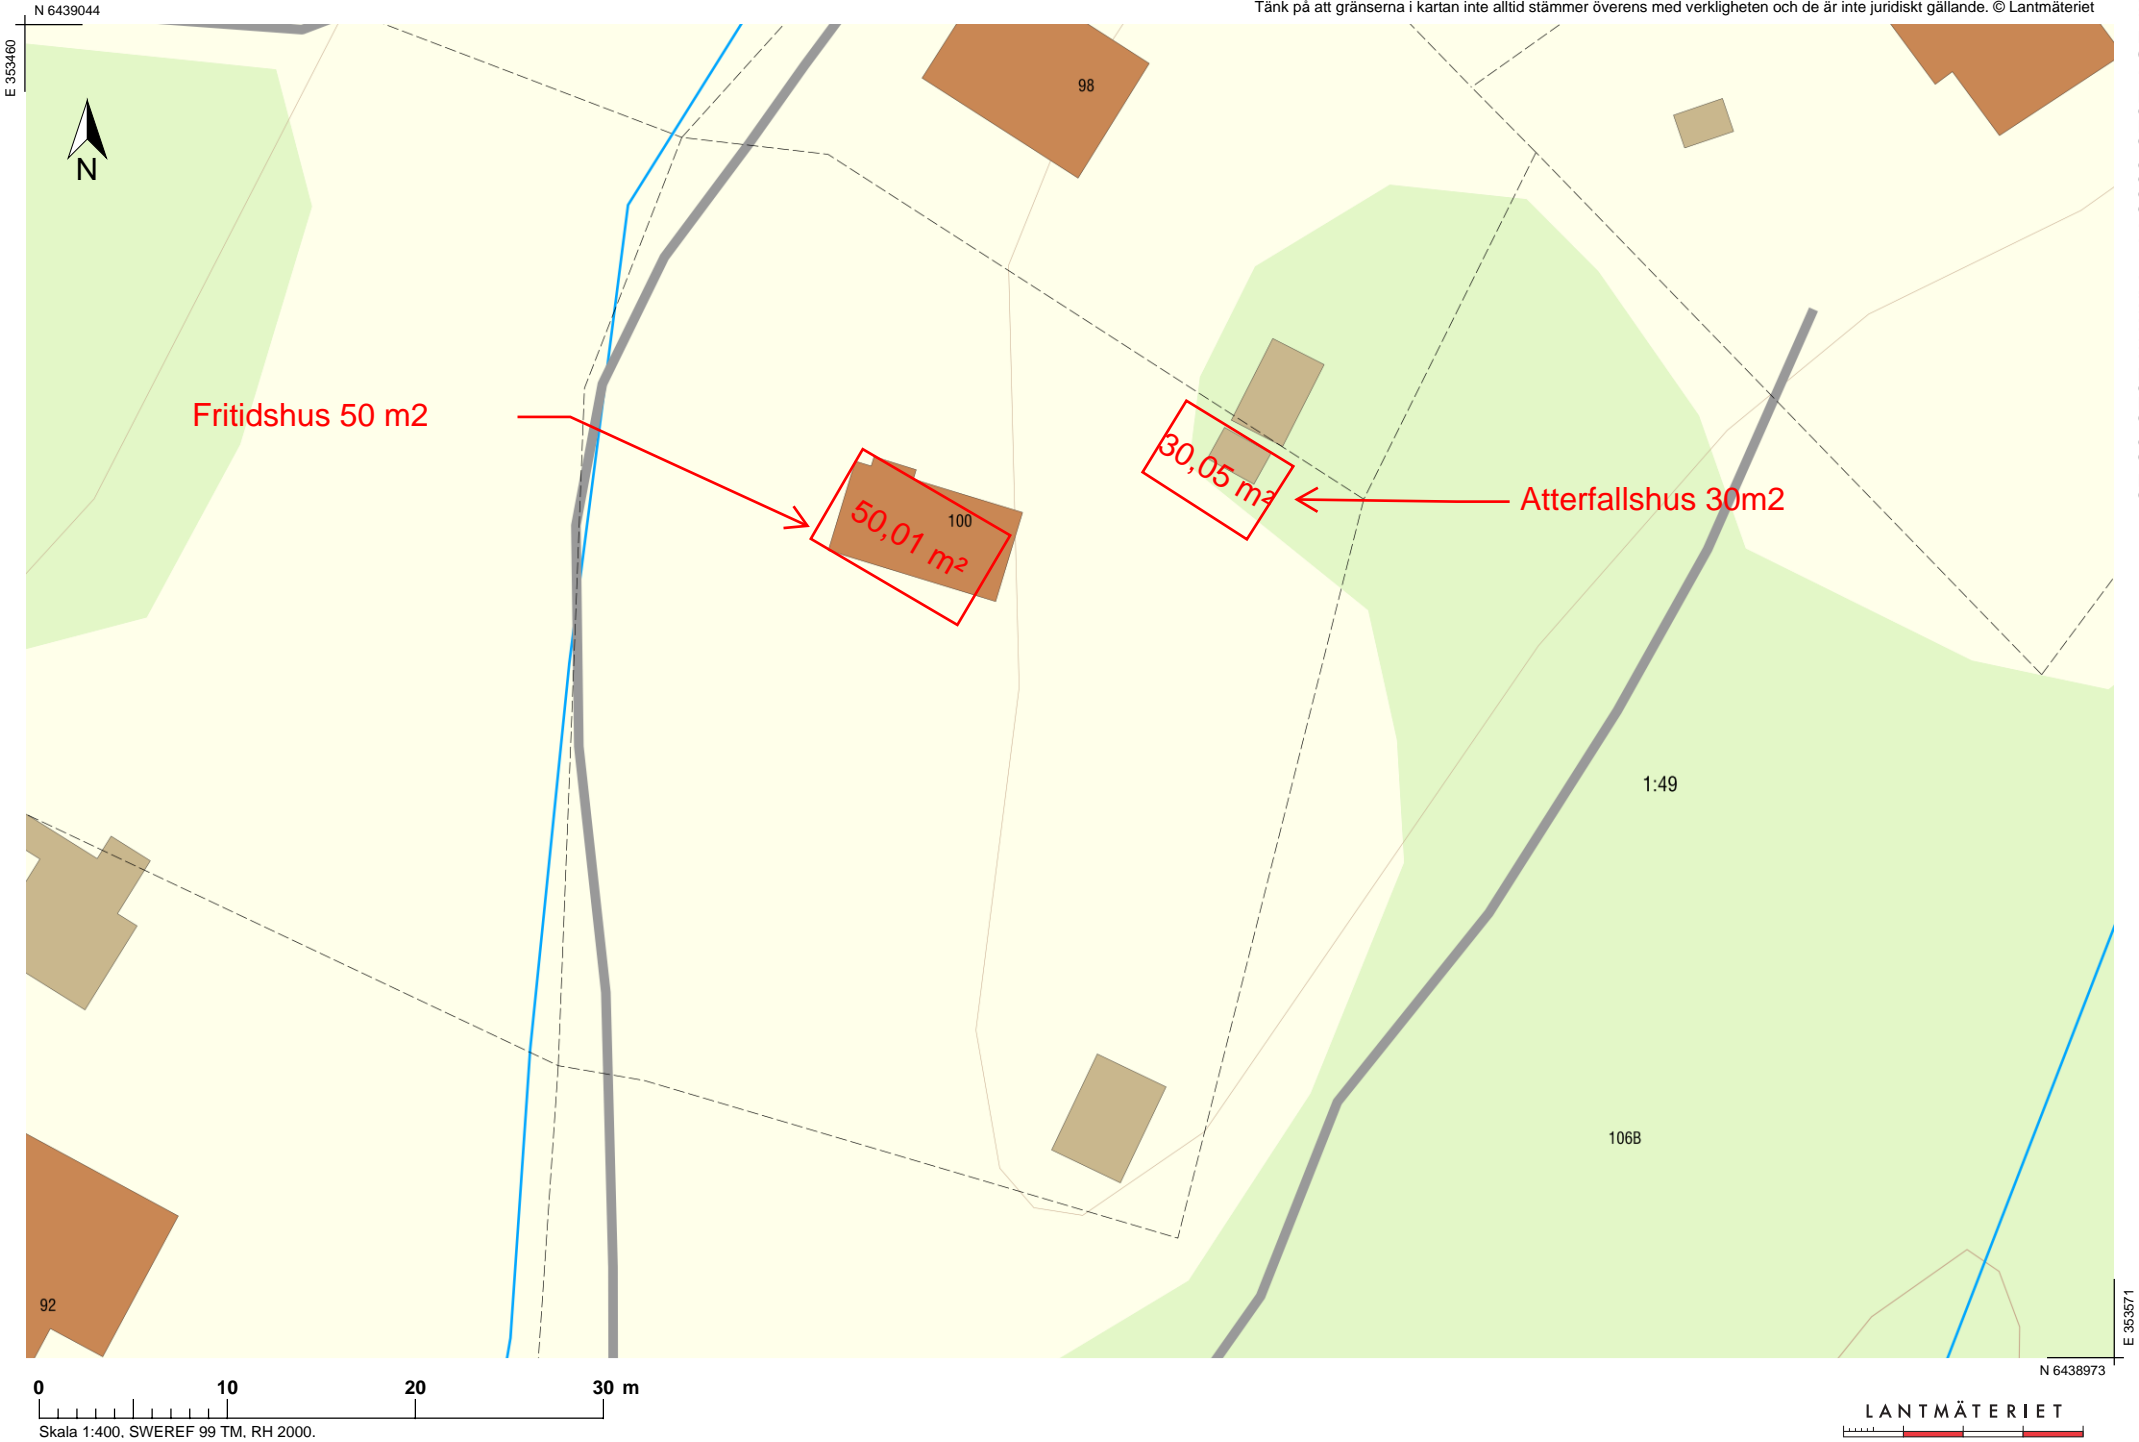 N 6439044
Tänk på att gränserna i kartan inte alltid stämmer överens med verkligheten och de är inte juridiskt gällande. © Lantmäteriet
E 353460
98
N
Fritidshus 50 m2
30,05 m²
Atterfallshus 30m2
100
50,01 m²
1:49
106B
92
E 353571
N 6438973
0 10 20 30 m
Skala 1:400, SWEREF 99 TM, RH 2000.
LANTMÄTERIET